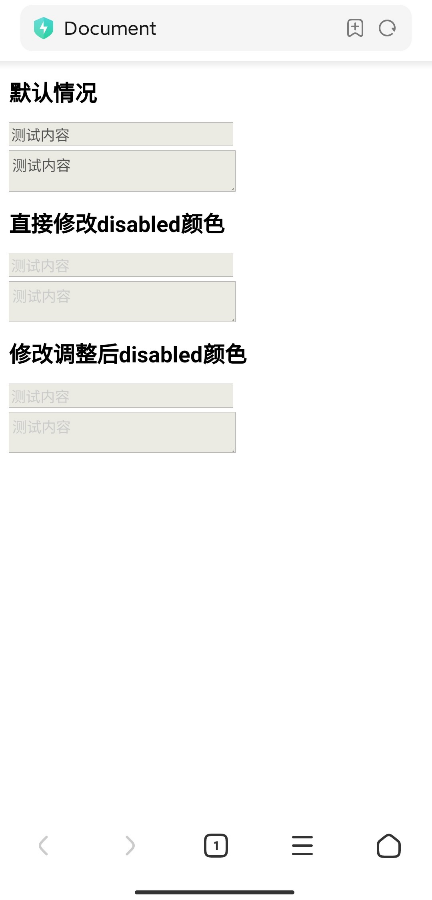 Document
默认情况
测试内容
测试内容
直接修改disabled颜色
测试内容
测试内容
修改调整后disabled颜色
测试内容
测试内容
1